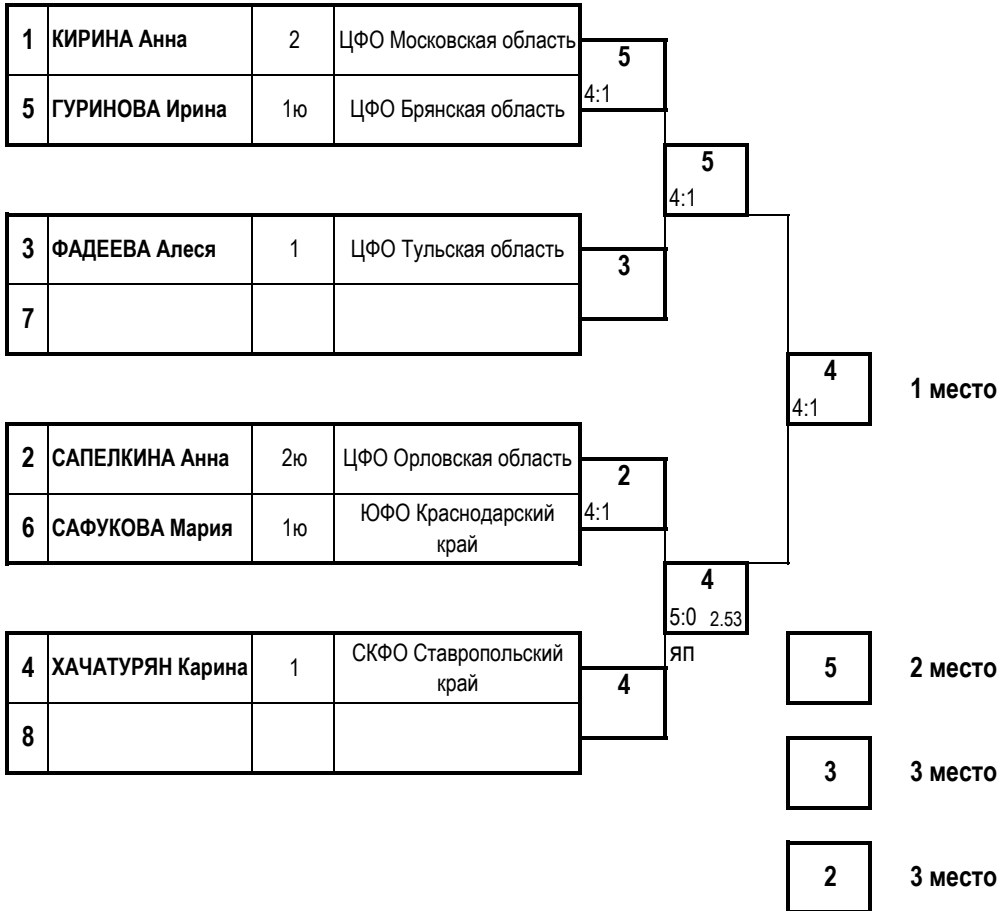 1 КИРИНА Анна 2 ЦФО Московская область
5
4:1
5 ГУРИНОВА Ирина 1ю ЦФО Брянская область
5
4:1
3 ФАДЕЕВА Алеся 1 ЦФО Тульская область
3
7
4
4:1
1 место
2 САПЕЛКИНА Анна 2ю ЦФО Орловская область
2
4:1
6 САФУКОВА Мария 1ю ЮФО Краснодарский
край
4
5:0 2.53
яп
4 ХАЧАТУРЯН Карина 1 СКФО Ставропольский
край
4
5 2 место
8
3 3 место
2 3 место